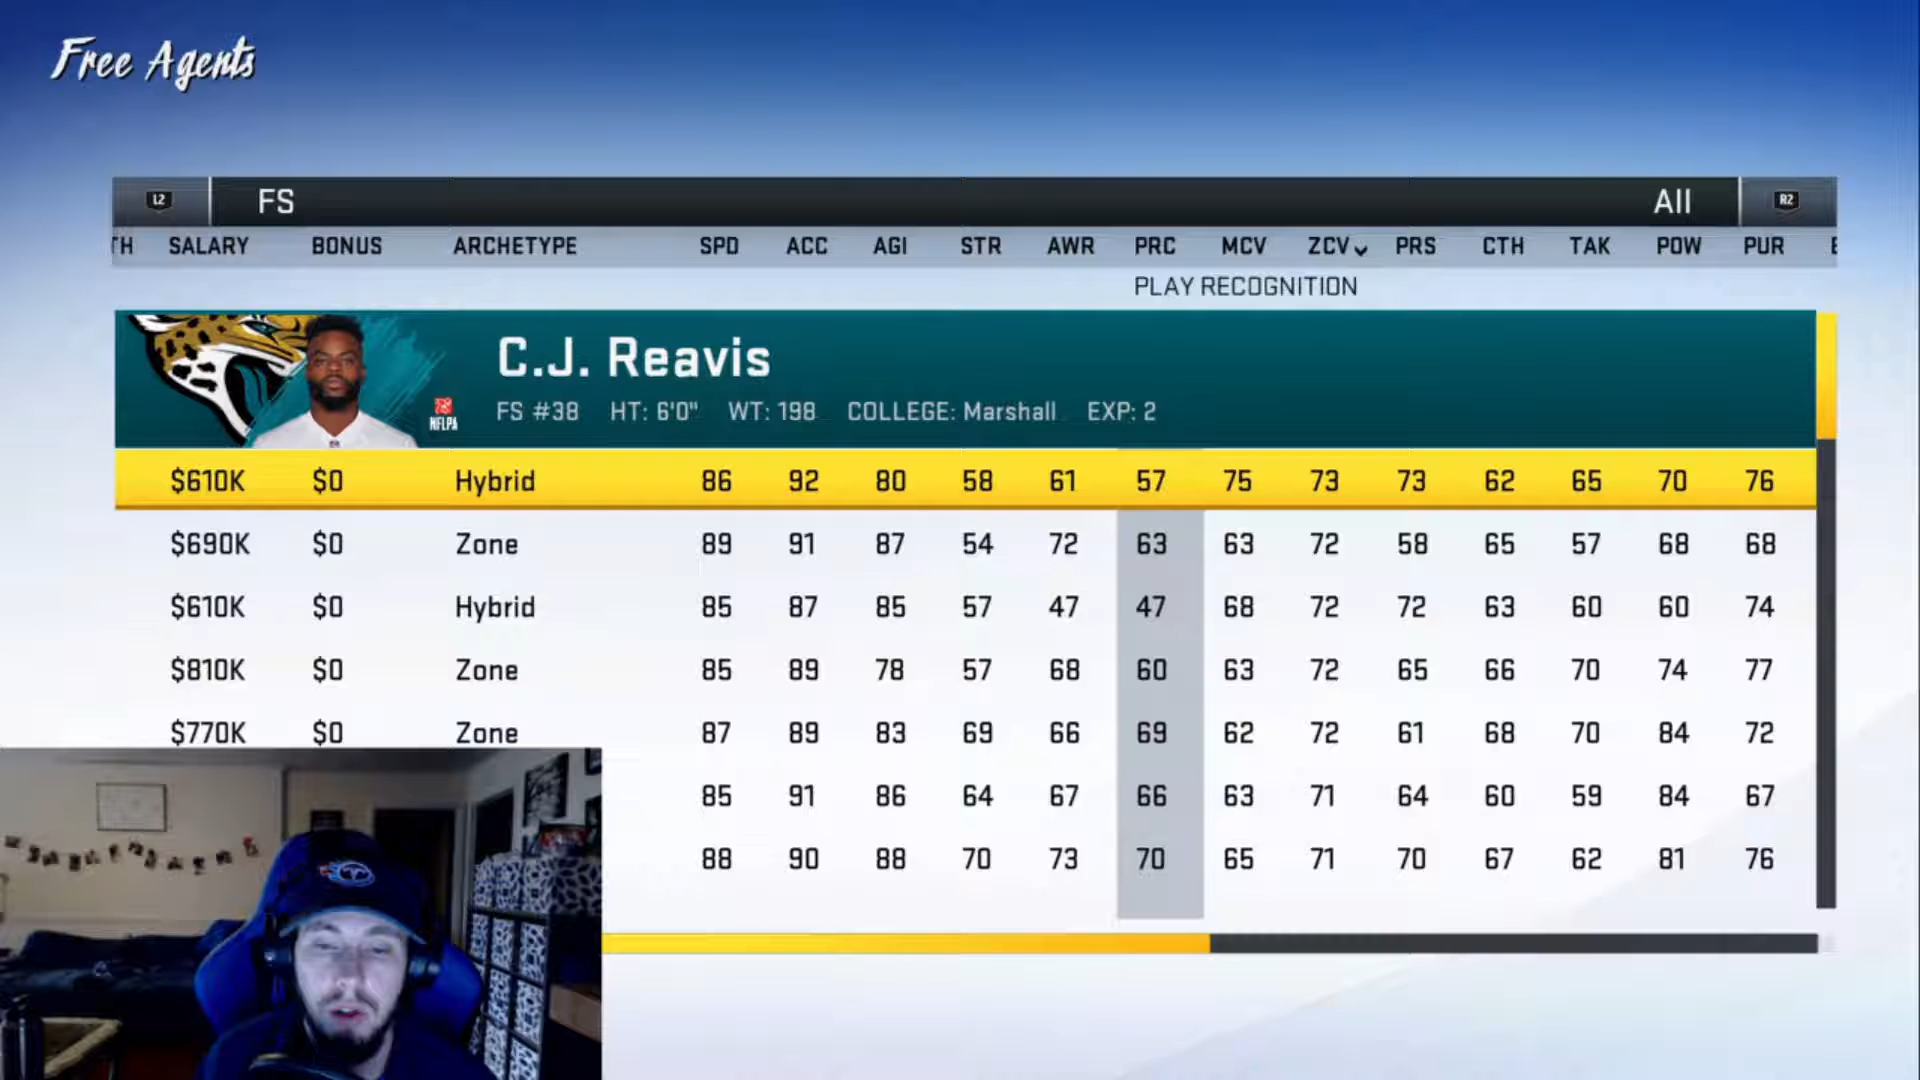 Free Agents
L2 FS All R2
TH SALARY BONUS ARCHETYPE SPD ACC AGI STR AWR PRC MCV ZCV PRS CTH TAK POW PUR
PLAY RECOGNITION
C.J. Reavis
NFLPA FS #38 HT: 6'0" WT: 198 COLLEGE: Marshall EXP: 2
$610K $0 Hybrid 86 92 80 58 61 57 75 73 73 62 65 70 76
$690K $0 Zone 89 91 87 54 72 63 63 72 58 65 57 68 68
$610K $0 Hybrid 85 87 85 57 47 47 68 72 72 63 60 60 74
$810K $0 Zone 85 89 78 57 68 60 63 72 65 66 70 74 77
$770K $0 Zone 87 89 83 69 66 69 62 72 61 68 70 84 72
85 91 86 64 67 66 63 71 64 60 59 84 67
88 90 88 70 73 70 65 71 70 67 62 81 76